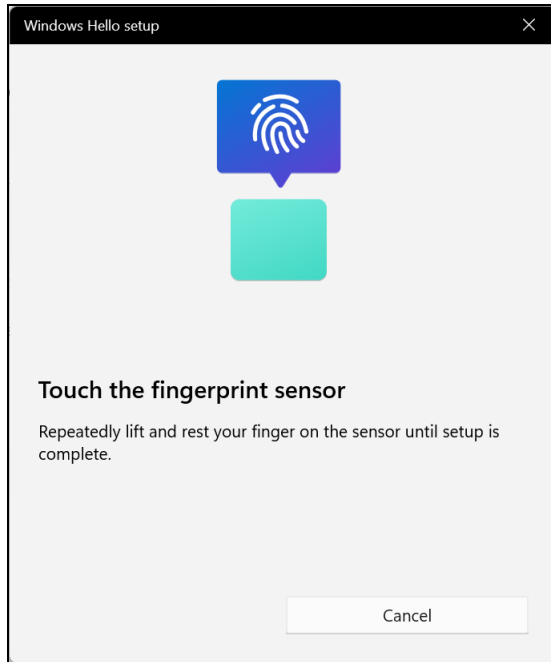 Windows Hello setup
Touch the fingerprint sensor
Repeatedly lift and rest your finger on the sensor until setup is
complete.
Cancel